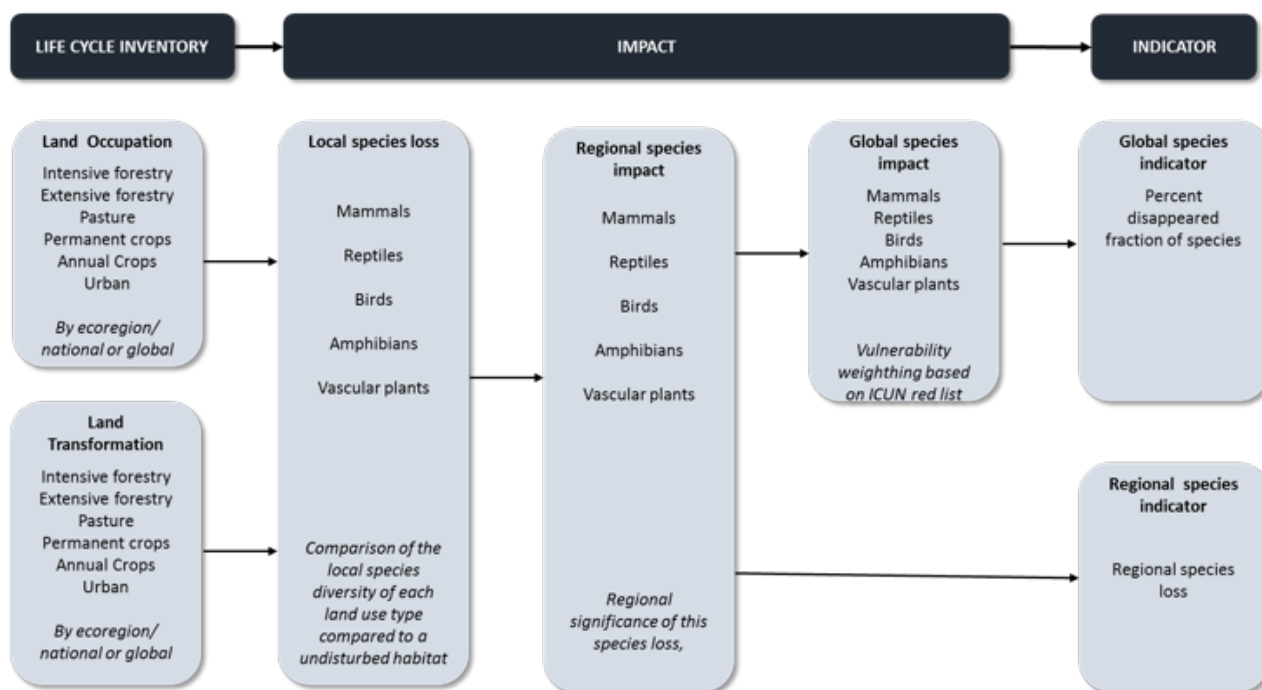 LIFE CYCLE INVENTORY
IMPACT
INDICATOR
Land Occupation
Intensive forestry
Extensive forestry
Pasture
Permanent crops
Annual Crops
Urban
By ecoregion/
national or global
Land
Transformation
Intensive forestry
Extensive forestry
Pasture
Permanent crops
Annual Crops
Urban
By ecoregion/
national or global
Local species loss
Mammals
Reptiles
Birds
Amphibians
Vascular plants
Comparison of the
local species
diversity of each
land use type
compared to a
undisturbed habitat
Regional species
impact
Mammals
Reptiles
Birds
Amphibians
Vascular plants
Regional
significance of this
species loss,
Global species
impact
Mammals
Reptiles
Birds
Amphibians
Vascular plants
Vulnerability
weighthing based
on ICUN red list
Global species
indicator
Percent
disappeared
fraction of species
Regional species
indicator
Regional species
loss